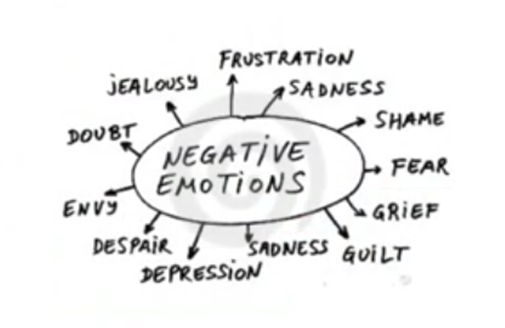 FRUSTRATION
JEALOUSY
SADNESS
SHAME
DOUBT
NEGATIVE
EMOTIONS
FEAR
ENVY
GRIEF
DESPAIR
SADNESS
GUILT
DEPRESSION